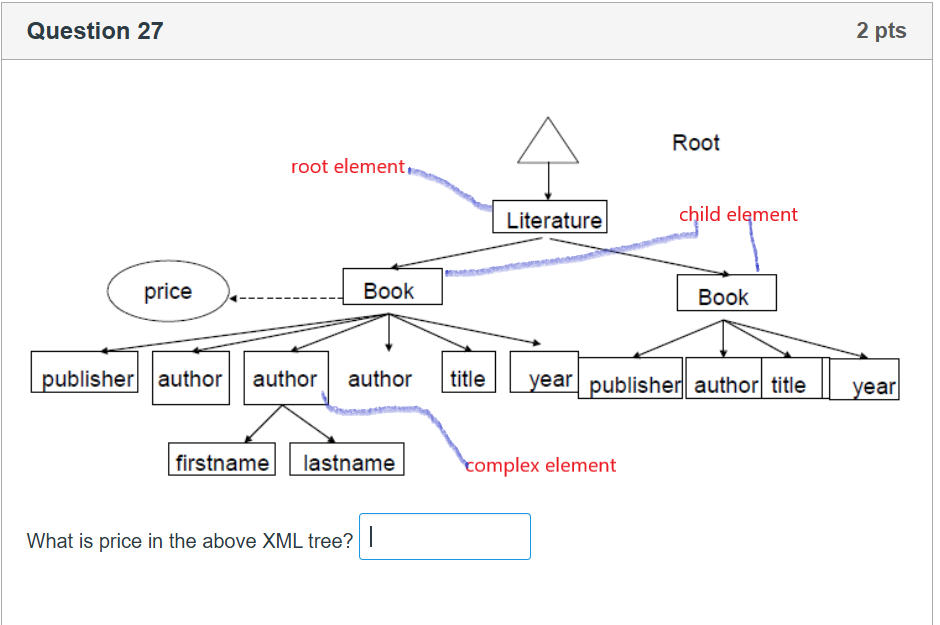 Question 27
2 pts
Root
root element
child element
Literature
price
Book
Book
publisher
author
author
author
title
year
publisher
author
title
year
firstname
lastname
complex element
What is price in the above XML tree?